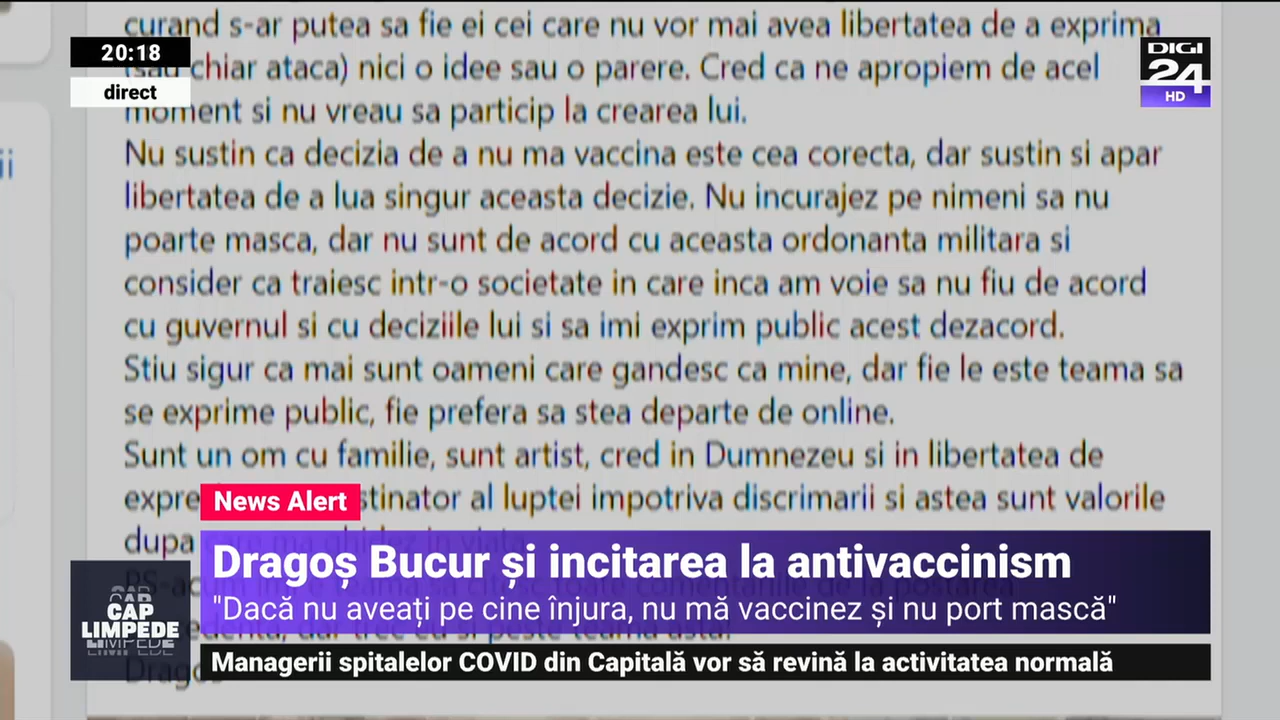 curand s-ar putea sa fie ei cei care nu vor mai avea libertatea de a exprima
(sau chiar ataca) nici o idee sau o parere. Cred ca ne apropiem de acel
moment si nu vreau sa particip la crearea lui.
Nu sustin ca decizia de a nu ma vaccina este cea corecta, dar sustin si apar
libertatea de a lua singur aceasta decizie. Nu incurajez pe nimeni sa nu
poarte masca, dar nu sunt de acord cu aceasta ordonanta militara si
consider ca traiesc intr-o societate in care inca am voie sa nu fiu de acord
cu guvernul si cu deciziile lui si sa imi exprim public acest dezacord.
Stiu sigur ca mai sunt oameni care gandesc ca mine, dar fie le este teama sa
se exprime public, fie prefera sa stea departe de online.
Sunt un om cu familie, sunt artist, cred in Dumnezeu si in libertatea de
al luptei impotriva discrimarii si astea sunt valorile
dupa care ma ghidez in viata
20:18
direct
DIGI
24
HD
News Alert
Dragoș Bucur și incitarea la antivaccinism
"Dacă nu aveați pe cine înjura, nu mă vaccinez și nu port mască"
CAP
LIMPEDE
Managerii spitalelor COVID din Capitală vor să revină la activitatea normală